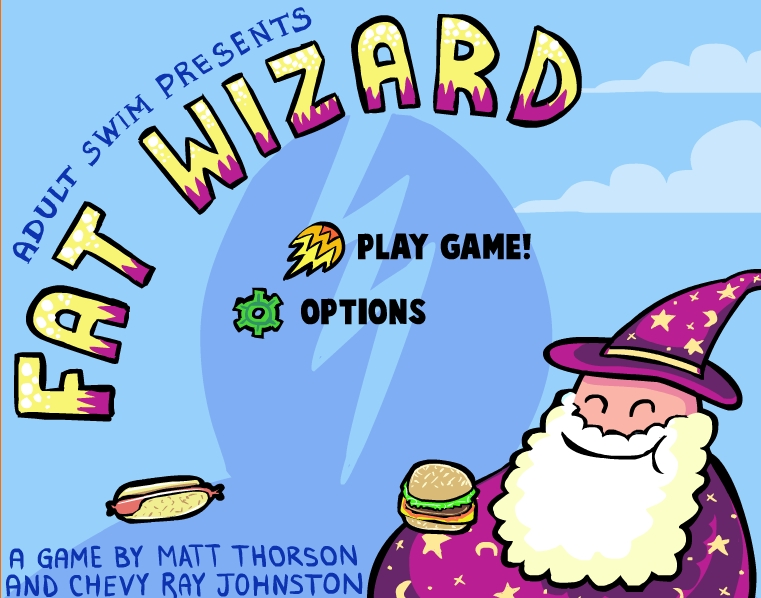 ADULT SWIM PRESENTS
FAT WIZARD
PLAY GAME!
OPTIONS
A GAME BY MATT THORSON
AND CHEVY RAY JOHNSTON